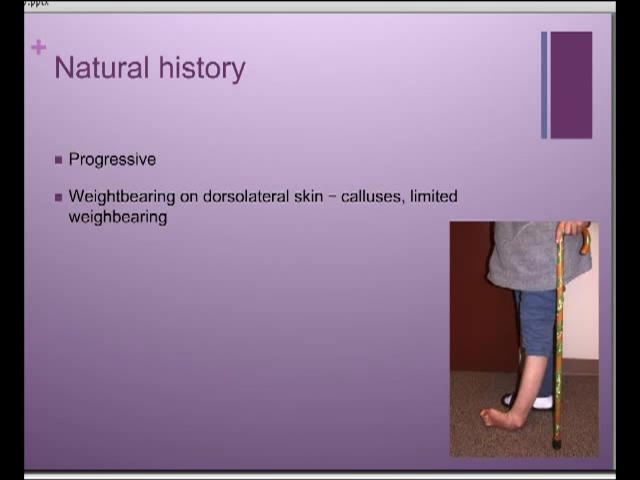 Natural history
Progressive
Weightbearing on dorsolateral skin – calluses, limited
weighbearing